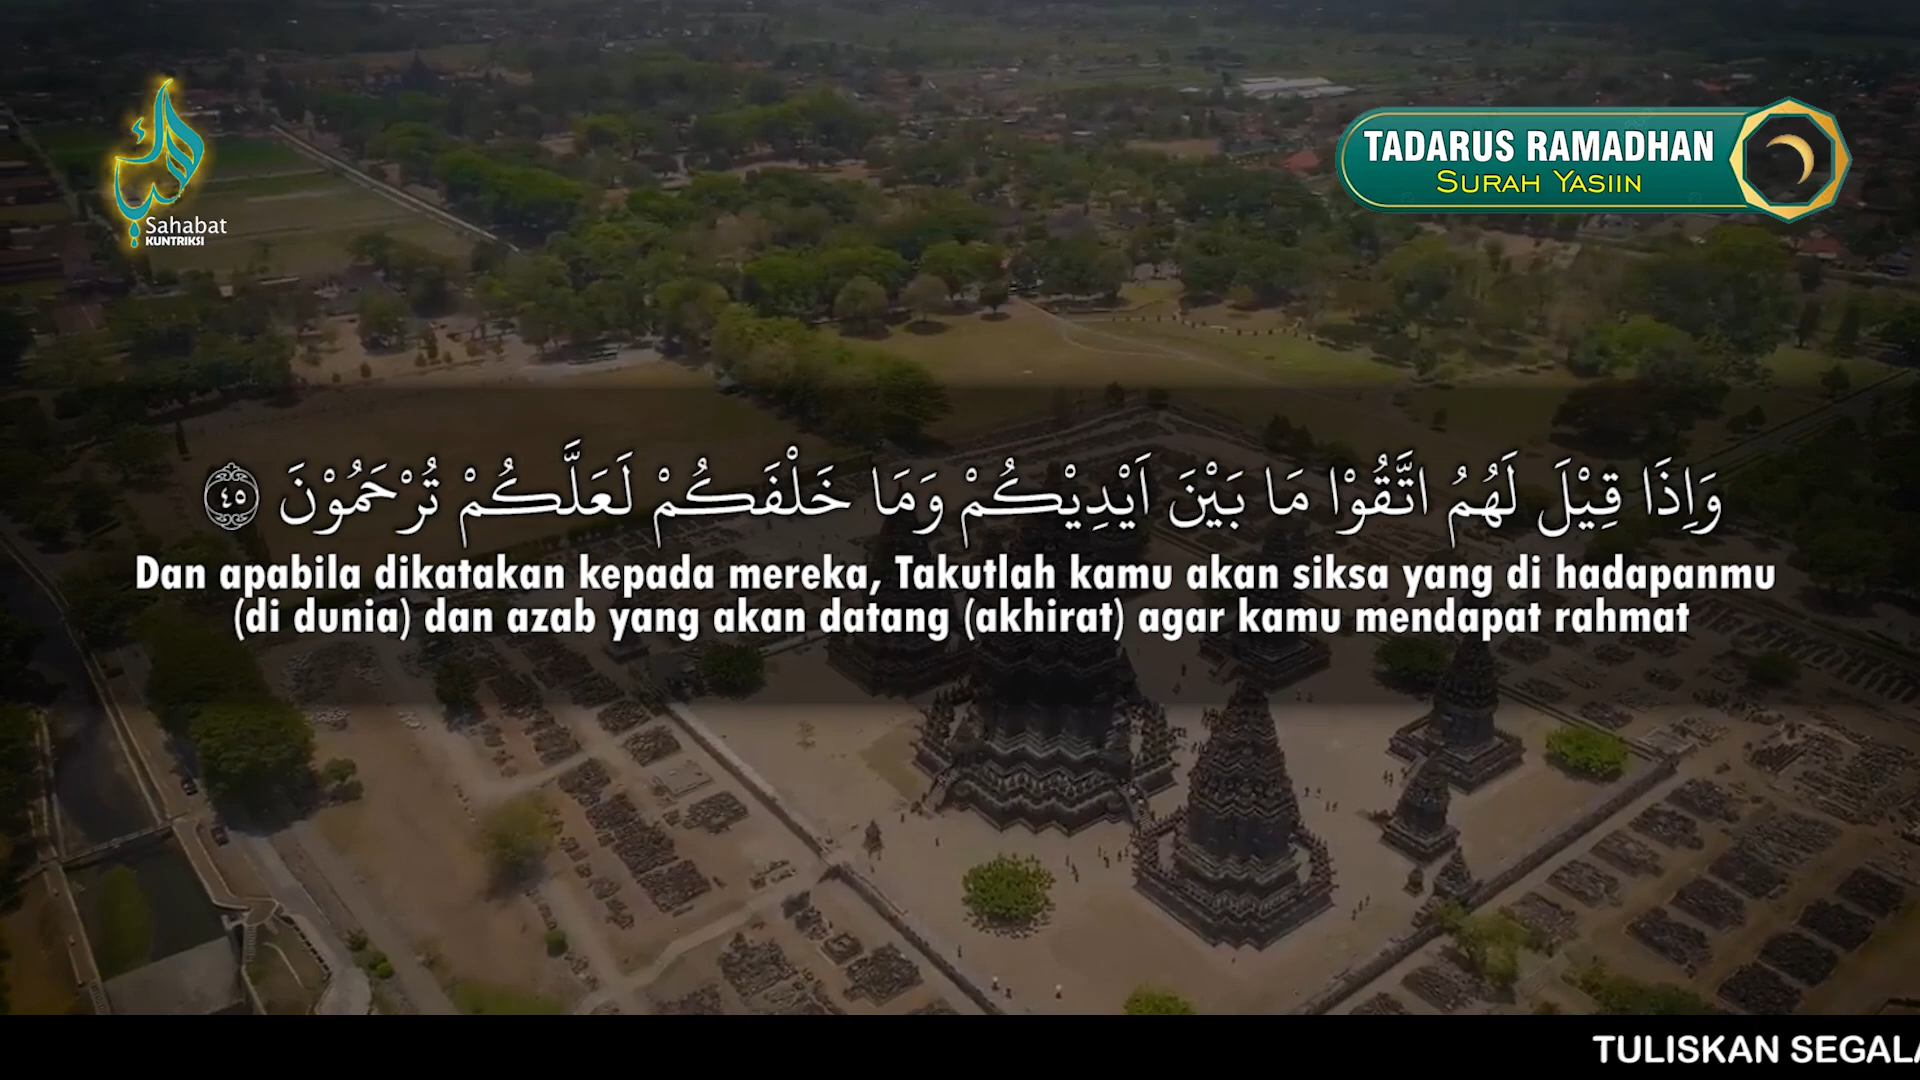 Sahabat
KUNTRIKSI
TADARUS RAMADHAN
SURAH YASIIN
وَاِذَا قِيْلَ لَهُمُ اتَّقُوْا مَا بَيْنَ اَيْدِيْكُمْ وَمَا خَلْفَكُمْ لَعَلَّكُمْ تُرْحَمُوْنَ ٤٥
Dan apabila dikatakan kepada mereka, Takutlah kamu akan siksa yang di hadapanmu
(di dunia) dan azab yang akan datang (akhirat) agar kamu mendapat rahmat
TULISKAN SEGALA